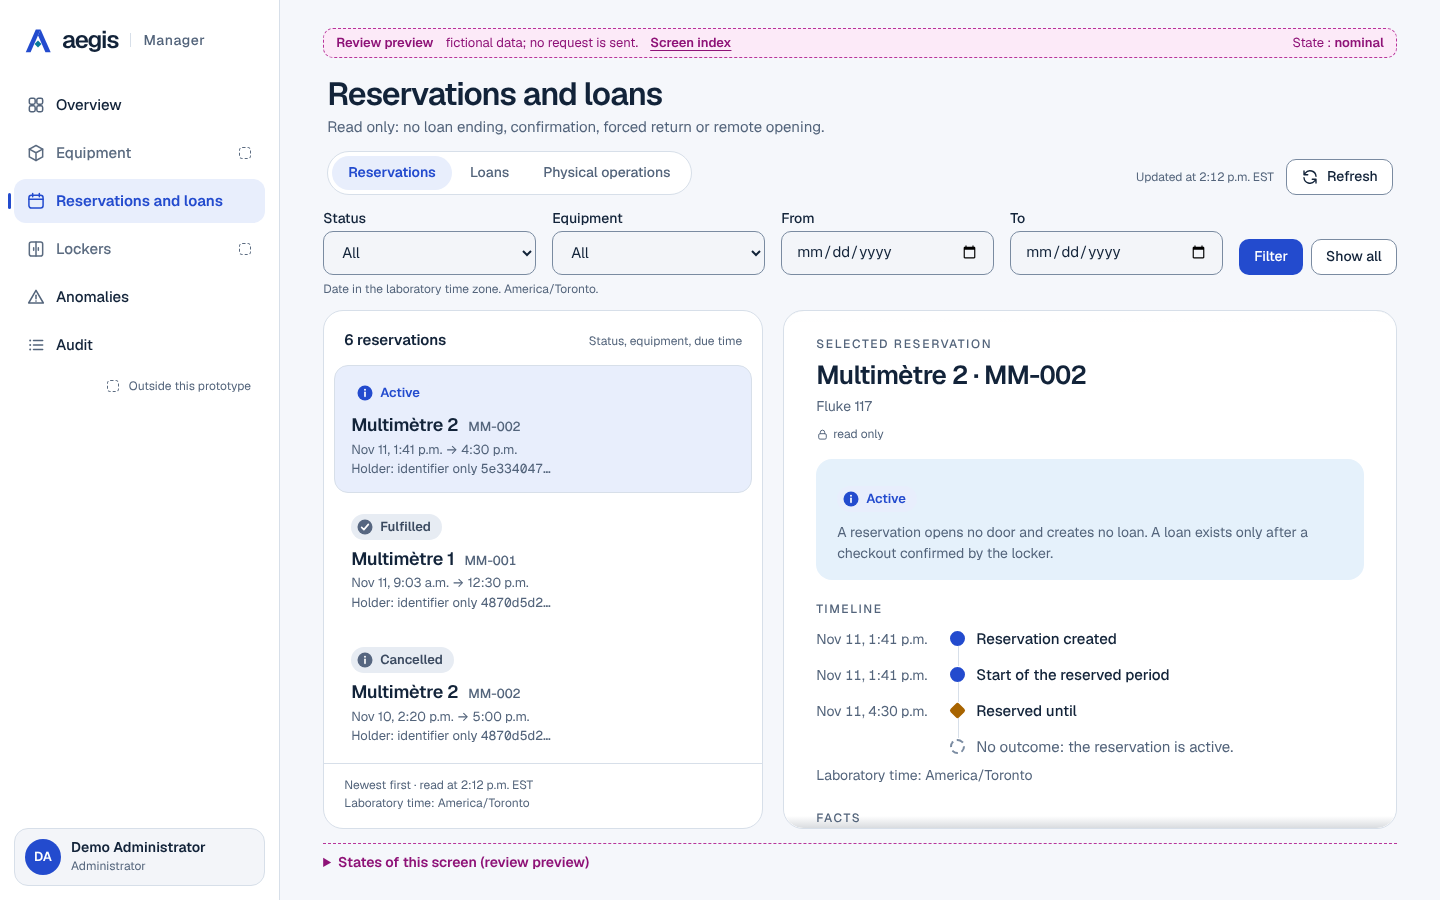 aegis
Manager
Overview
Equipment
Reservations and loans
Lockers
Anomalies
Audit
Outside this prototype
DA
Demo Administrator
Administrator
Review preview fictional data; no request is sent. Screen index
State : nominal
Reservations and loans
Read only: no loan ending, confirmation, forced return or remote opening.
Reservations Loans Physical operations
Updated at 2:12 p.m. EST Refresh
Status Equipment From To
All All mm/dd/yyyy mm/dd/yyyy Filter Show all
Date in the laboratory time zone. America/Toronto.
6 reservations Status, equipment, due time
Active
Multimètre 2 MM-002
Nov 11, 1:41 p.m. → 4:30 p.m.
Holder: identifier only 5e334047…
Fulfilled
Multimètre 1 MM-001
Nov 11, 9:03 a.m. → 12:30 p.m.
Holder: identifier only 4870d5d2…
Cancelled
Multimètre 2 MM-002
Nov 10, 2:20 p.m. → 5:00 p.m.
Holder: identifier only 4870d5d2…
Newest first · read at 2:12 p.m. EST
Laboratory time: America/Toronto
SELECTED RESERVATION
Multimètre 2 · MM-002
Fluke 117
read only
Active
A reservation opens no door and creates no loan. A loan exists only after a
checkout confirmed by the locker.
TIMELINE
Nov 11, 1:41 p.m. Reservation created
Nov 11, 1:41 p.m. Start of the reserved period
Nov 11, 4:30 p.m. Reserved until
No outcome: the reservation is active.
Laboratory time: America/Toronto
FACTS
States of this screen (review preview)